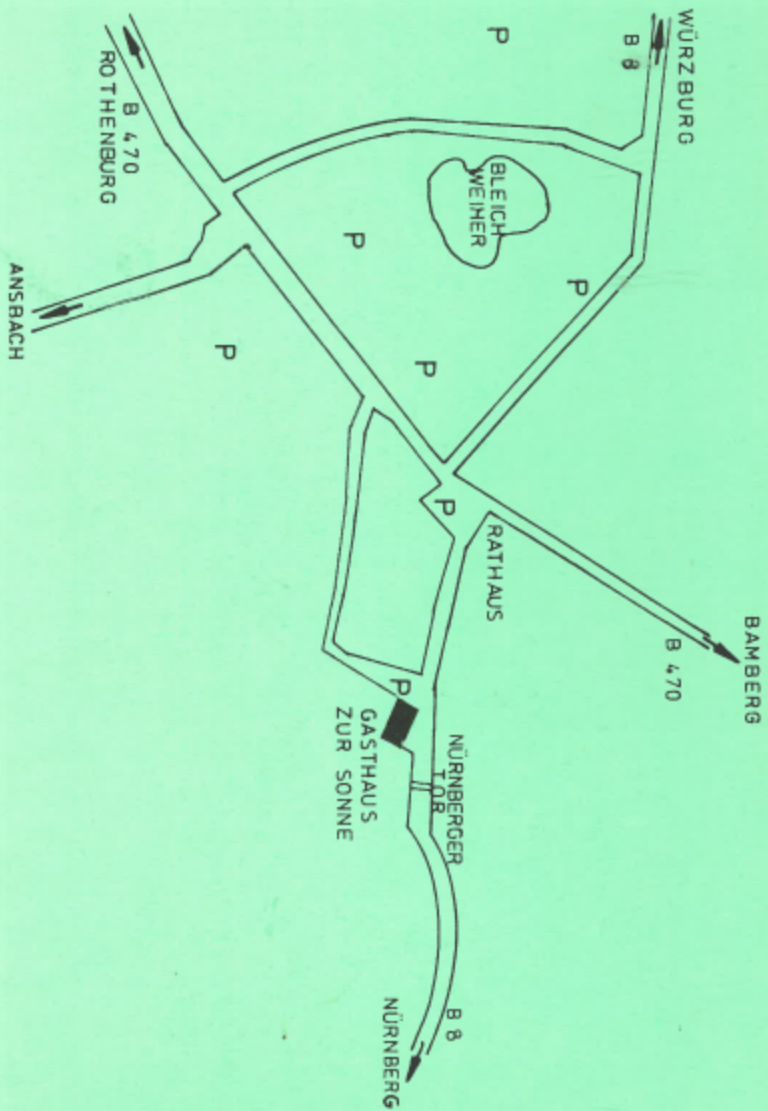 BAMBERG
WÜRZBURG
B 470
B 8
P
P
BLEICH
WEIHER
RATHAUS
NÜRNBERGER
TOR
B 8
P
P
P
NÜRNBERG
GASTHAUS
ZUR SONNE
P
P
B 470
ROTHENBURG
ANSBACH